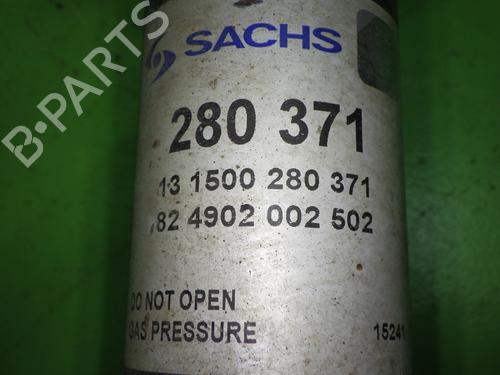 SACHS
280 371
13 1500 280 371
82 4902 002 502
DO NOT OPEN
GAS PRESSURE 15241
B-PARTS